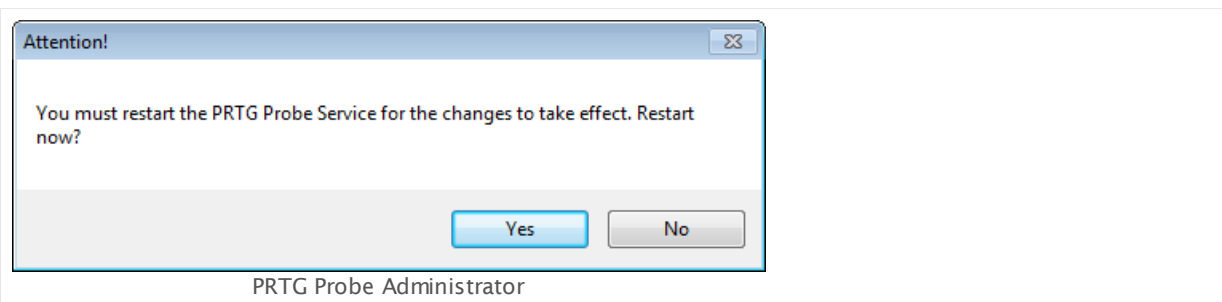 Attention!
You must restart the PRTG Probe Service for the changes to take effect. Restart
now?
Yes
No
PRTG Probe Administrator